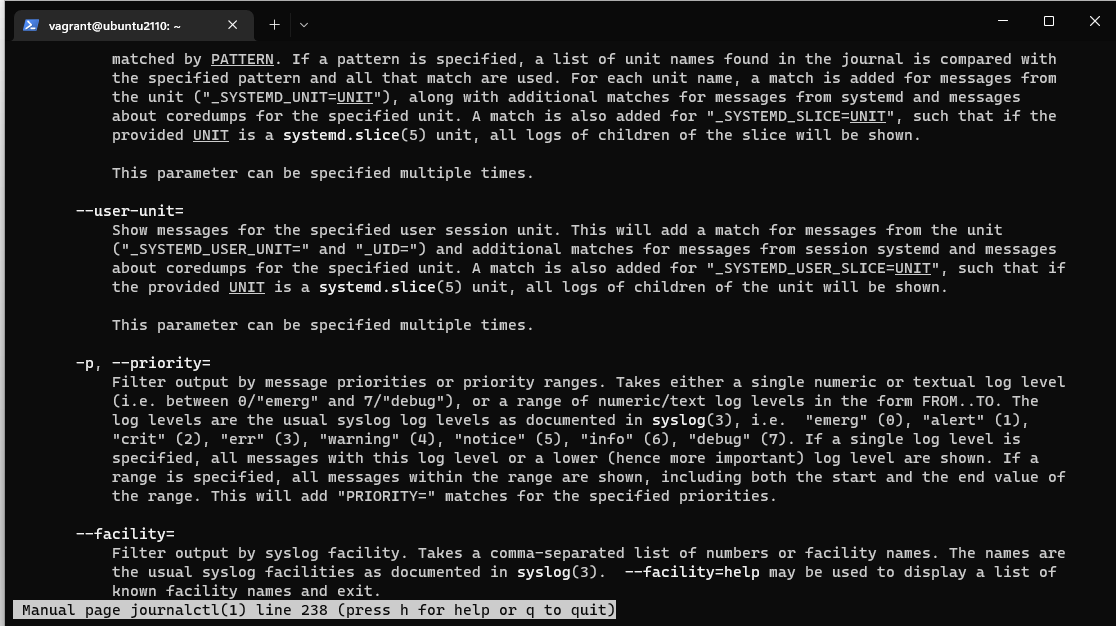 vagrant@ubuntu2110: ~
matched by PATTERN. If a pattern is specified, a list of unit names found in the journal is compared with
the specified pattern and all that match are used. For each unit name, a match is added for messages from
the unit ("_SYSTEMD_UNIT=UNIT"), along with additional matches for messages from systemd and messages
about coredumps for the specified unit. A match is also added for "_SYSTEMD_SLICE=UNIT", such that if the
provided UNIT is a systemd.slice(5) unit, all logs of children of the slice will be shown.
This parameter can be specified multiple times.
--user-unit=
Show messages for the specified user session unit. This will add a match for messages from the unit
("_SYSTEMD_USER_UNIT=" and "_UID=") and additional matches for messages from session systemd and messages
about coredumps for the specified unit. A match is also added for "_SYSTEMD_USER_SLICE=UNIT", such that if
the provided UNIT is a systemd.slice(5) unit, all logs of children of the unit will be shown.
This parameter can be specified multiple times.
-p, --priority=
Filter output by message priorities or priority ranges. Takes either a single numeric or textual log level
(i.e. between 0/"emerg" and 7/"debug"), or a range of numeric/text log levels in the form FROM..TO. The
log levels are the usual syslog log levels as documented in syslog(3), i.e.  "emerg" (0), "alert" (1),
"crit" (2), "err" (3), "warning" (4), "notice" (5), "info" (6), "debug" (7). If a single log level is
specified, all messages with this log level or a lower (hence more important) log level are shown. If a
range is specified, all messages within the range are shown, including both the start and the end value of
the range. This will add "PRIORITY=" matches for the specified priorities.
--facility=
Filter output by syslog facility. Takes a comma-separated list of numbers or facility names. The names are
the usual syslog facilities as documented in syslog(3).  --facility=help may be used to display a list of
known facility names and exit.
Manual page journalctl(1) line 238 (press h for help or q to quit)